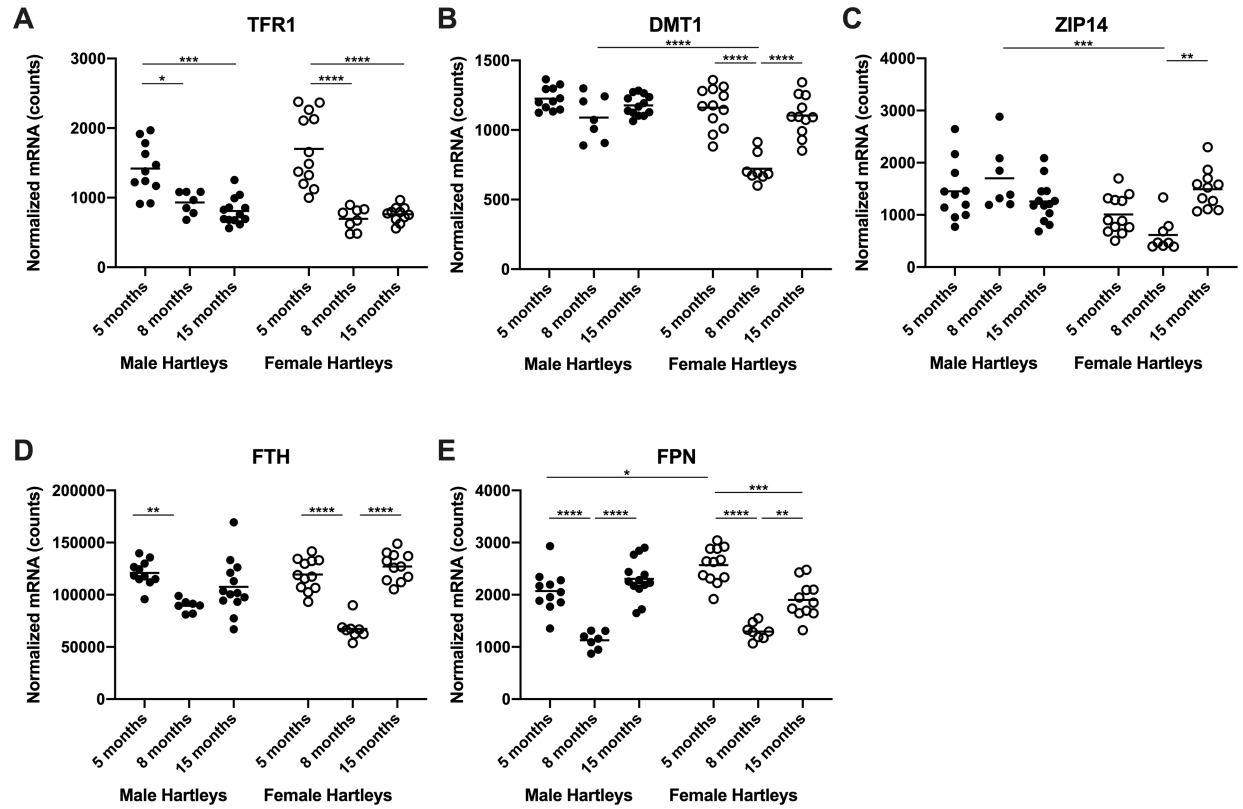 A
TFR1
Normalized mRNA (counts)
3000
2000
1000
0
***
*
****
****
5 months
8 months
15 months
5 months
8 months
15 months
Male Hartleys
Female Hartleys
B
DMT1
Normalized mRNA (counts)
1500
1000
500
0
****
****
****
5 months
8 months
15 months
5 months
8 months
15 months
Male Hartleys
Female Hartleys
C
ZIP14
Normalized mRNA (counts)
4000
3000
2000
1000
0
***
**
5 months
8 months
15 months
5 months
8 months
15 months
Male Hartleys
Female Hartleys
D
FTH
Normalized mRNA (counts)
200000
150000
100000
50000
0
**
****
****
5 months
8 months
15 months
5 months
8 months
15 months
Male Hartleys
Female Hartleys
E
FPN
Normalized mRNA (counts)
4000
3000
2000
1000
0
*
***
****
****
****
**
5 months
8 months
15 months
5 months
8 months
15 months
Male Hartleys
Female Hartleys